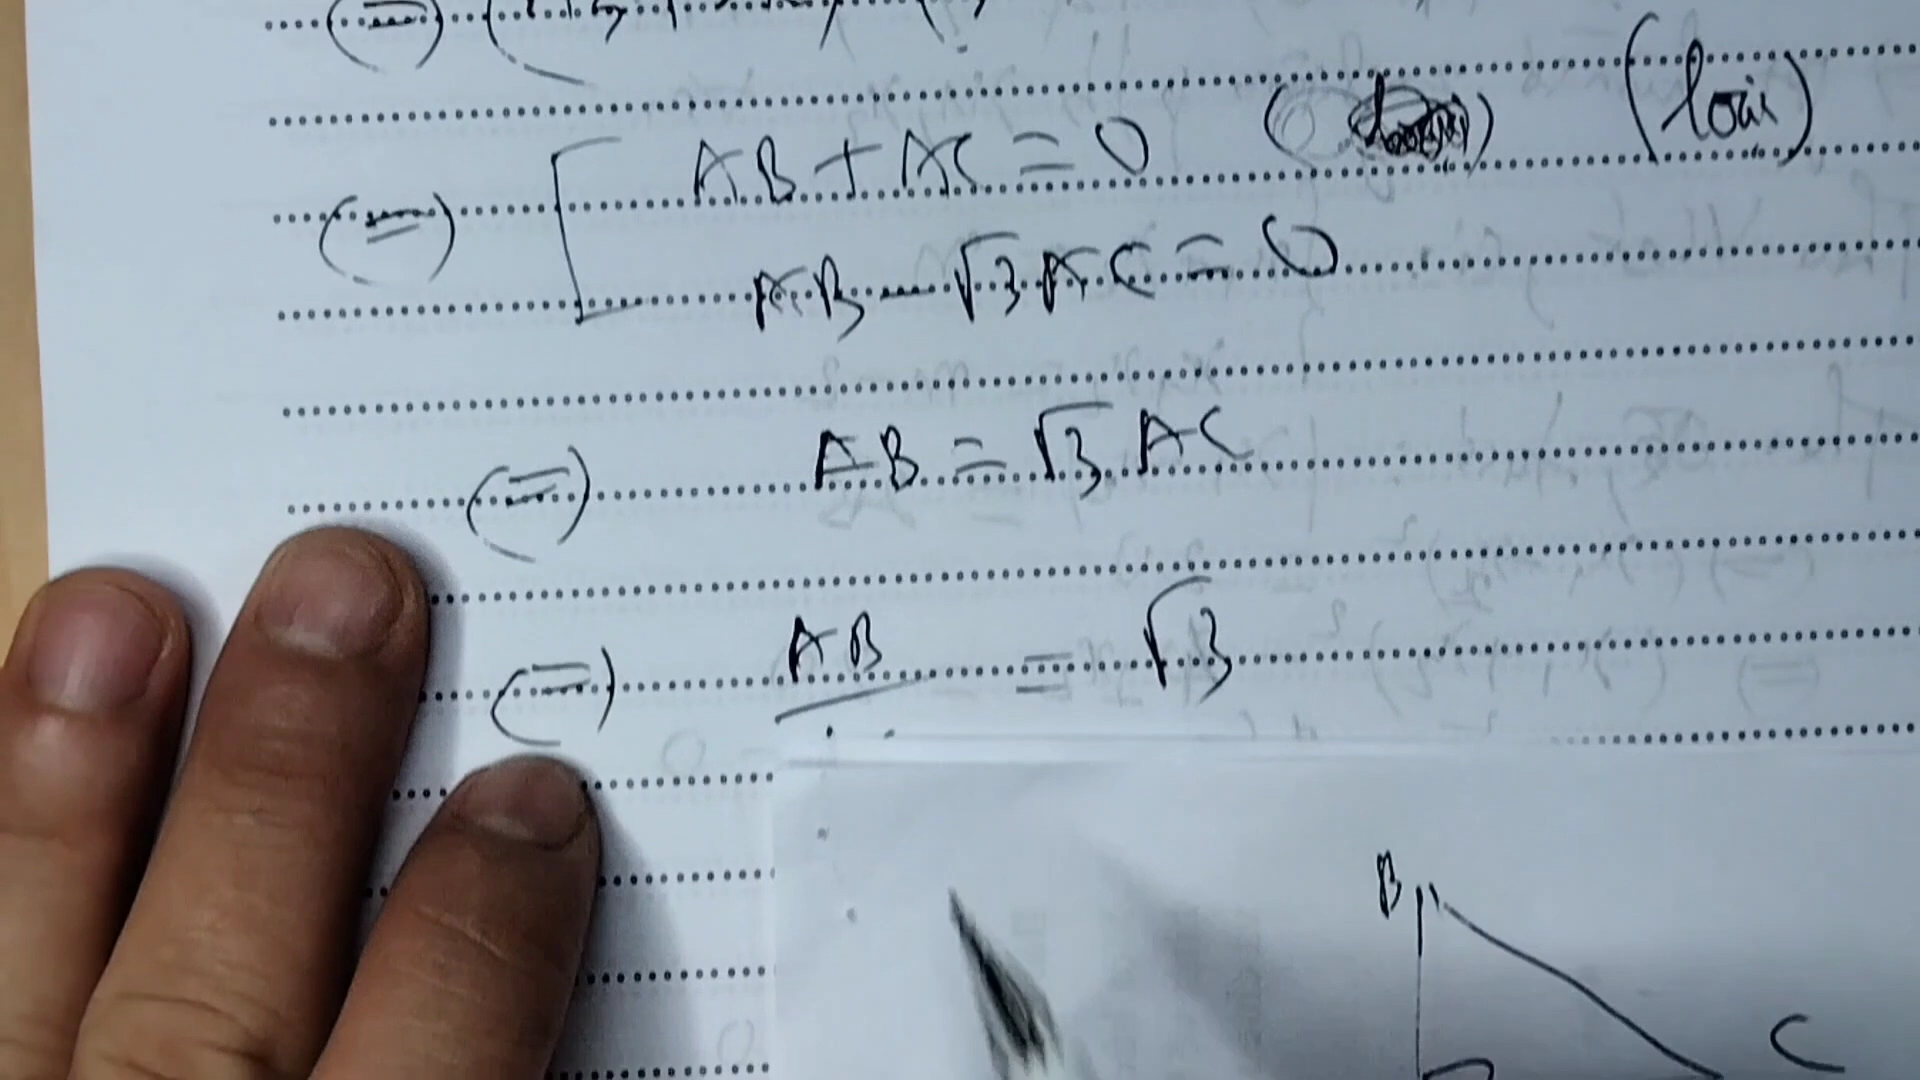 (=)
(=) [ AB + AC = 0 (loại)
AB - √3 AC = 0
(=) AB = √3 AC
(=) AB = √3
B
C